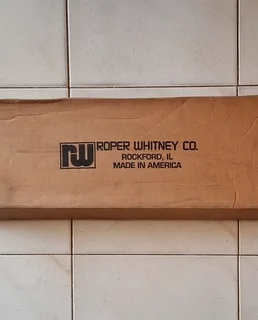 rw ROPER WHITNEY CO.
ROCKFORD, IL
MADE IN AMERICA